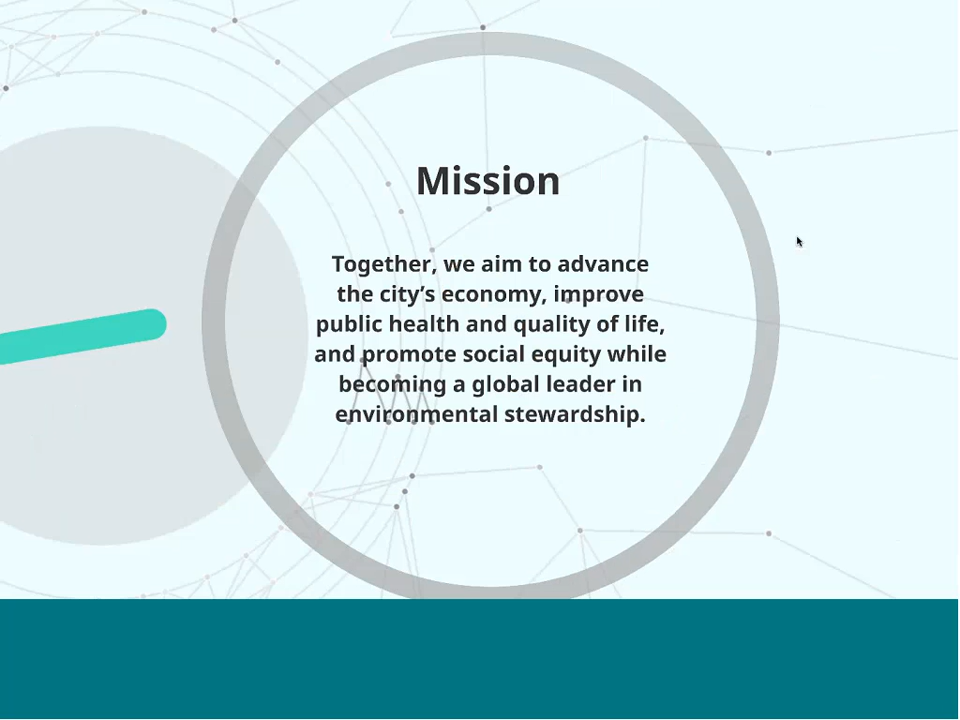 Mission
Together, we aim to advance
the city’s economy, improve
public health and quality of life,
and promote social equity while
becoming a global leader in
environmental stewardship.